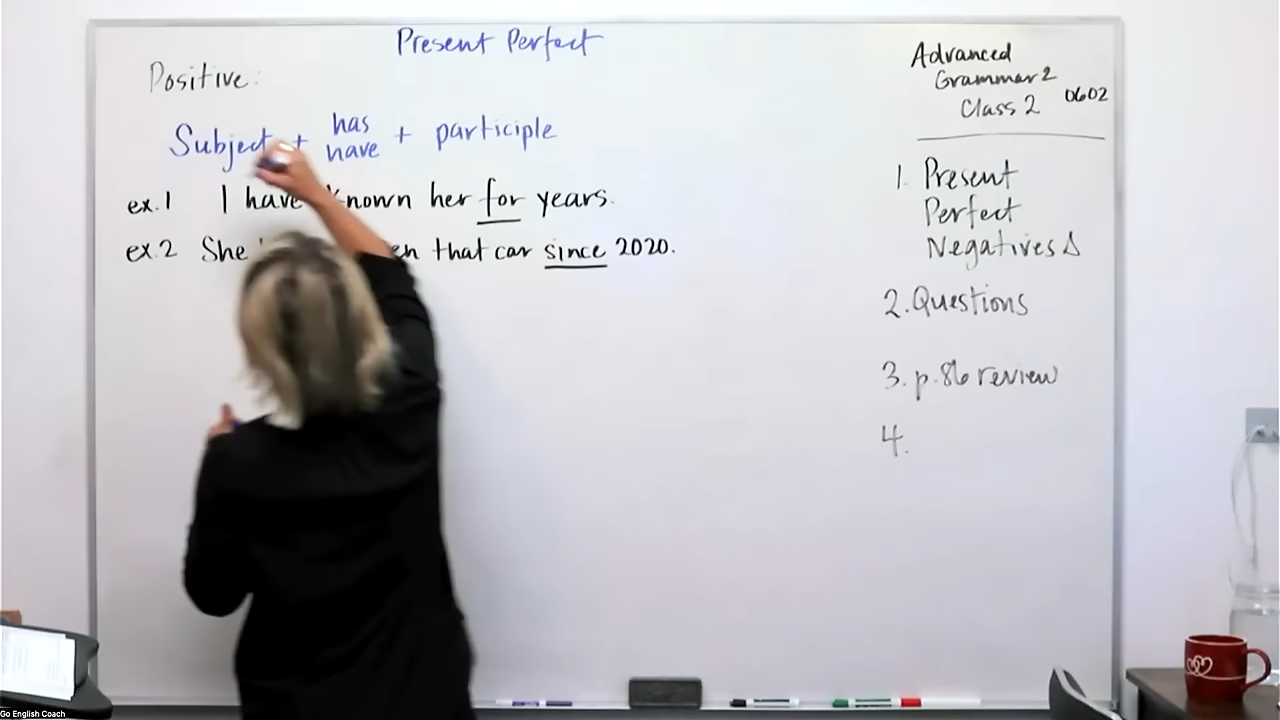 Present Perfect
Positive:
Subject + has have + participle
ex.1 I have known her for years.
ex.2 She that car since 2020.
Advanced
Grammar 2
Class 2 0602
1. Present
Perfect
Negatives Δ
2. Questions
3. p.86 review
4.
Go English Coach